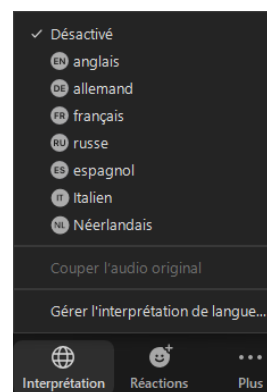 ✓ Désactivé
EN anglais
DE allemand
FR français
RU russe
ES espagnol
IT Italien
NL Néerlandais
Couper l'audio original
Gérer l'interprétation de langue...
Interprétation Réactions Plus